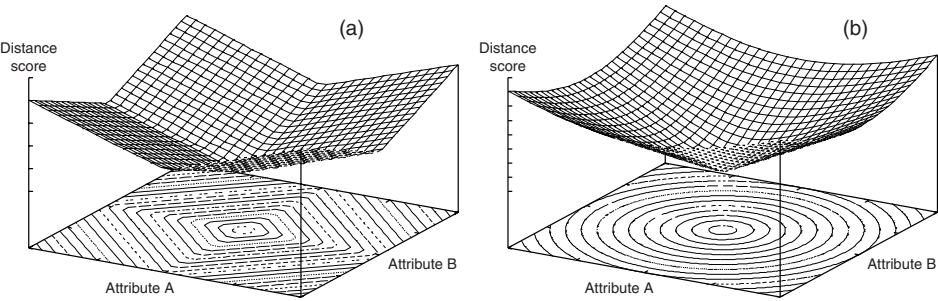 (a)
Distance
score
Attribute A
Attribute B
(b)
Distance
score
Attribute A
Attribute B